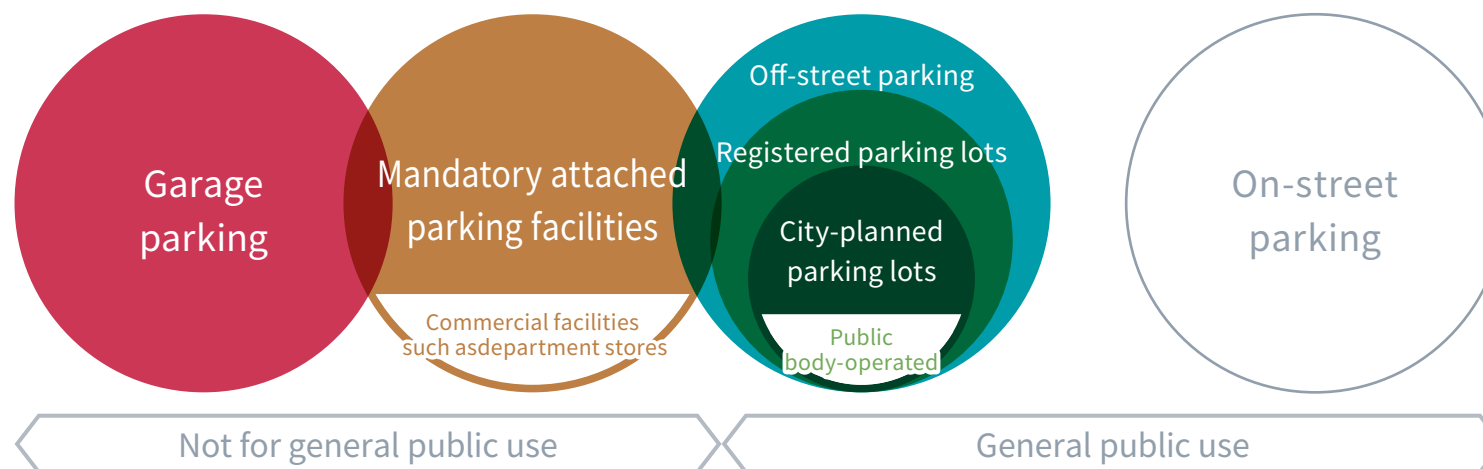 Garage
parking
Mandatory attached
parking facilities
Commercial facilities
such asdepartment stores
Off-street parking
Registered parking lots
City-planned
parking lots
Public
body-operated
On-street
parking
Not for general public use
General public use